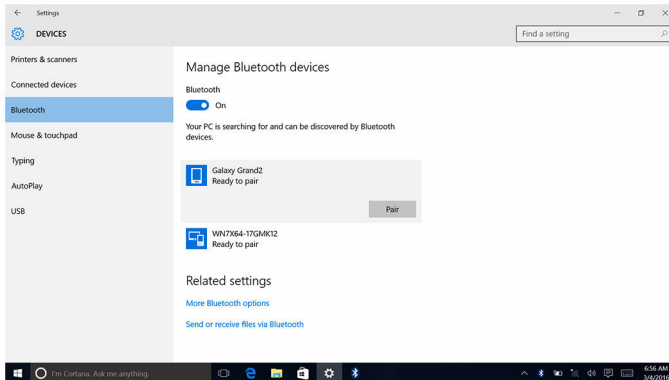 Settings
DEVICES
Find a setting
Printers & scanners
Connected devices
Bluetooth
Mouse & touchpad
Typing
AutoPlay
USB
Manage Bluetooth devices
Bluetooth
On
Your PC is searching for and can be discovered by Bluetooth
devices.
Galaxy Grand2
Ready to pair
Pair
WN7X64-17GMK12
Ready to pair
Related settings
More Bluetooth options
Send or receive files via Bluetooth
I'm Cortana. Ask me anything.
6:56 AM
3/4/2016